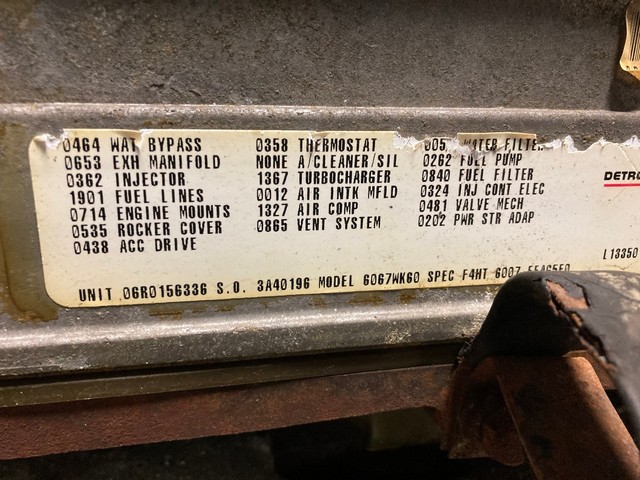 0464 WAT BYPASS 0358 THERMOSTAT WATER FILTER
0653 EXH MANIFOLD NONE A/CLEANER/SIL 0262 FUEL PUMP
0362 INJECTOR 1367 TURBOCHARGER 0840 FUEL FILTER
1901 FUEL LINES 0012 AIR INTK MFLD 0324 INJ CONT ELEC
0714 ENGINE MOUNTS 1327 AIR COMP 0481 VALVE MECH
0535 ROCKER COVER 0865 VENT SYSTEM 0202 PWR STR ADAP
0438 ACC DRIVE
DETRO
L13350
UNIT 06R0156336 S.O. 3A40196 MODEL 6067WK60 SPEC F4HT 6007